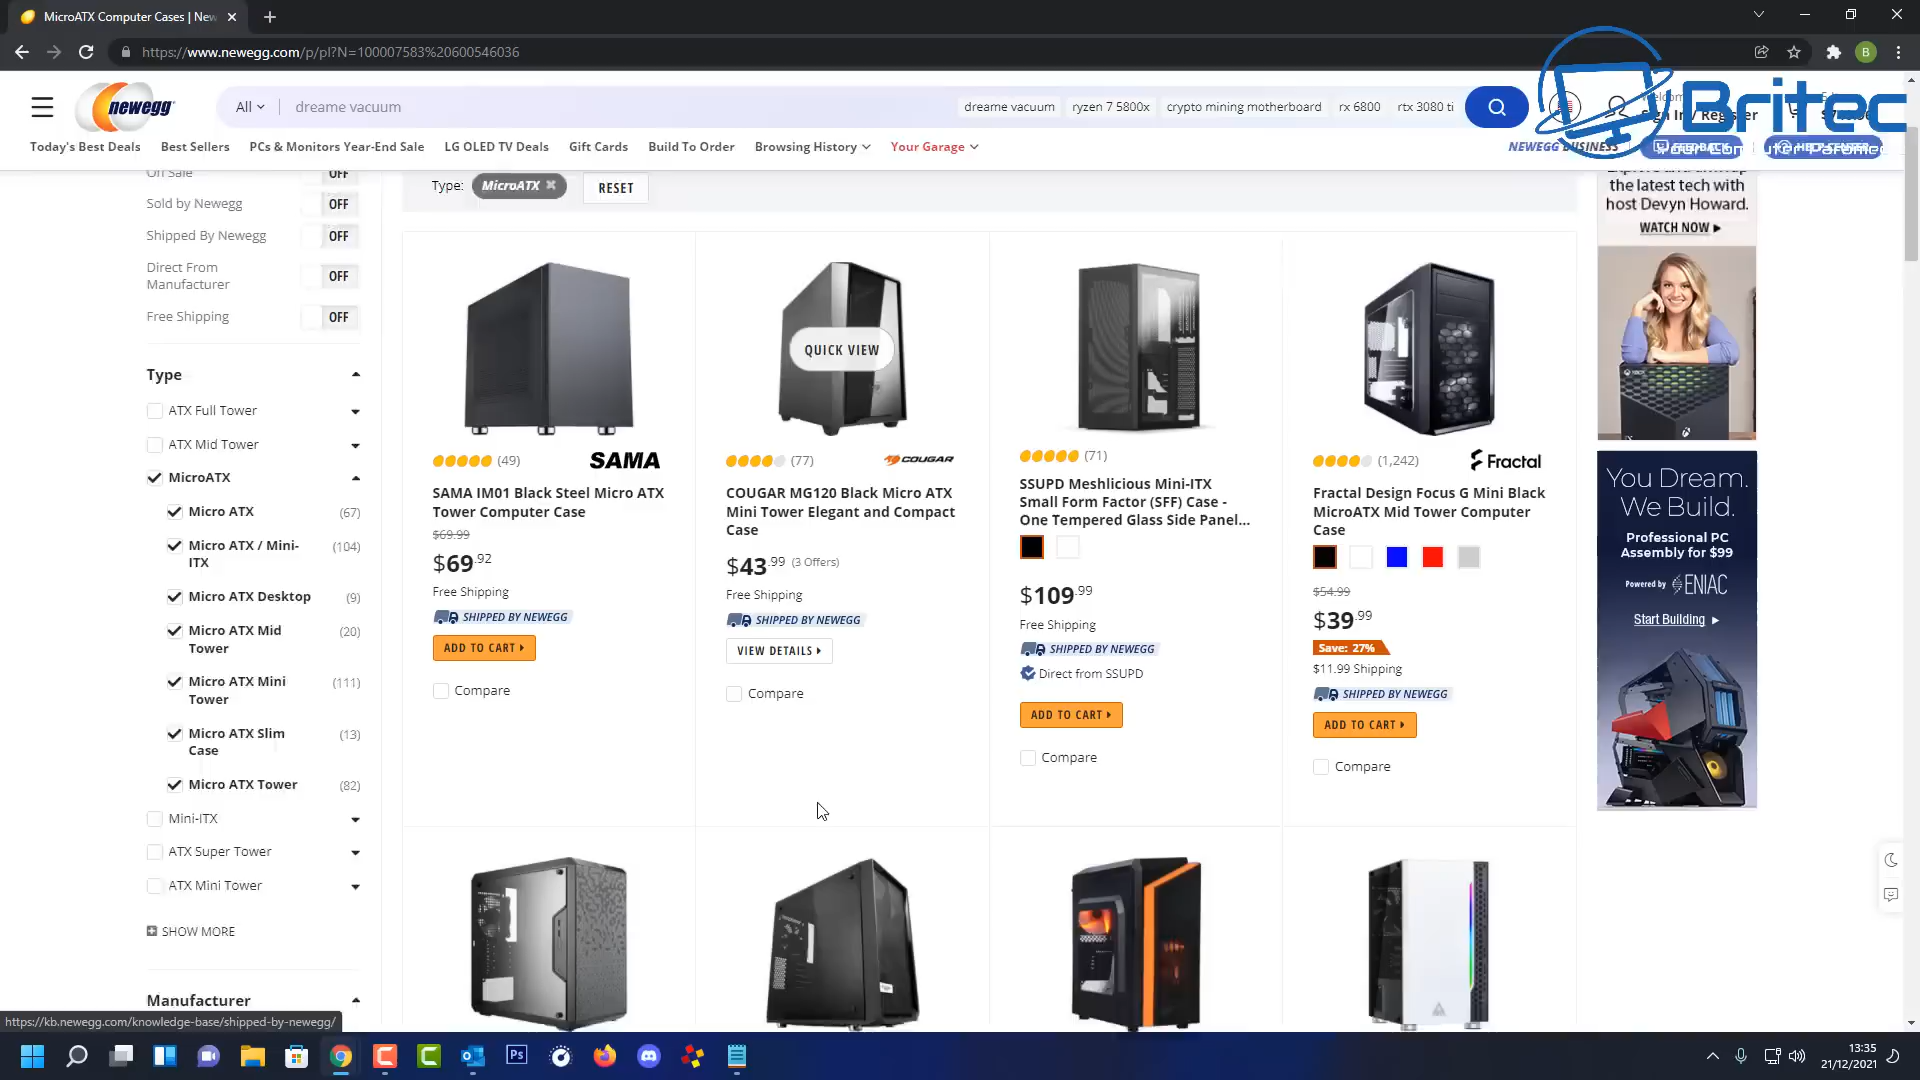 MicroATX Computer Cases | New
https://www.newegg.com/p/pl?N=100007583%20600546036
B
newegg
All
dreame vacuum
dreame vacuum
ryzen 7 5800x
crypto mining motherboard
rx 6800
rtx 3080 ti
Britec
Today's Best Deals
Best Sellers
PCs & Monitors Year-End Sale
LG OLED TV Deals
Gift Cards
Build To Order
Browsing History
Your Garage
NEWEGG BUSINESS
On Sale
OFF
Sold by Newegg
OFF
Shipped By Newegg
OFF
Direct From
Manufacturer
OFF
Free Shipping
OFF
Type
ATX Full Tower
ATX Mid Tower
MicroATX
Micro ATX (67)
Micro ATX / Mini- (104)
ITX
Micro ATX Desktop (9)
Micro ATX Mid (20)
Tower
Micro ATX Mini (111)
Tower
Micro ATX Slim (13)
Case
Micro ATX Tower (82)
Mini-ITX
ATX Super Tower
ATX Mini Tower
SHOW MORE
Manufacturer
Type: MicroATX
RESET
(49)
SAMA
SAMA IM01 Black Steel Micro ATX
Tower Computer Case
$69.99
$69.92
Free Shipping
SHIPPED BY NEWEGG
ADD TO CART
Compare
QUICK VIEW
(77)
COUGAR
COUGAR MG120 Black Micro ATX
Mini Tower Elegant and Compact
Case
$43.99 (3 Offers)
Free Shipping
SHIPPED BY NEWEGG
VIEW DETAILS
Compare
(71)
SSUPD Meshlicious Mini-ITX
Small Form Factor (SFF) Case -
One Tempered Glass Side Panel...
$109.99
Free Shipping
SHIPPED BY NEWEGG
Direct from SSUPD
ADD TO CART
Compare
(1,242)
Fractal
Fractal Design Focus G Mini Black
MicroATX Mid Tower Computer
Case
$54.99
$39.99
Save: 27%
$11.99 Shipping
SHIPPED BY NEWEGG
ADD TO CART
Compare
the latest tech with
host Devyn Howard.
WATCH NOW
You Dream.
We Build.
Professional PC
Assembly for $99
Powered by ENIAC
Start Building
https://kb.newegg.com/knowledge-base/shipped-by-newegg/
Ps
13:35
21/12/2021